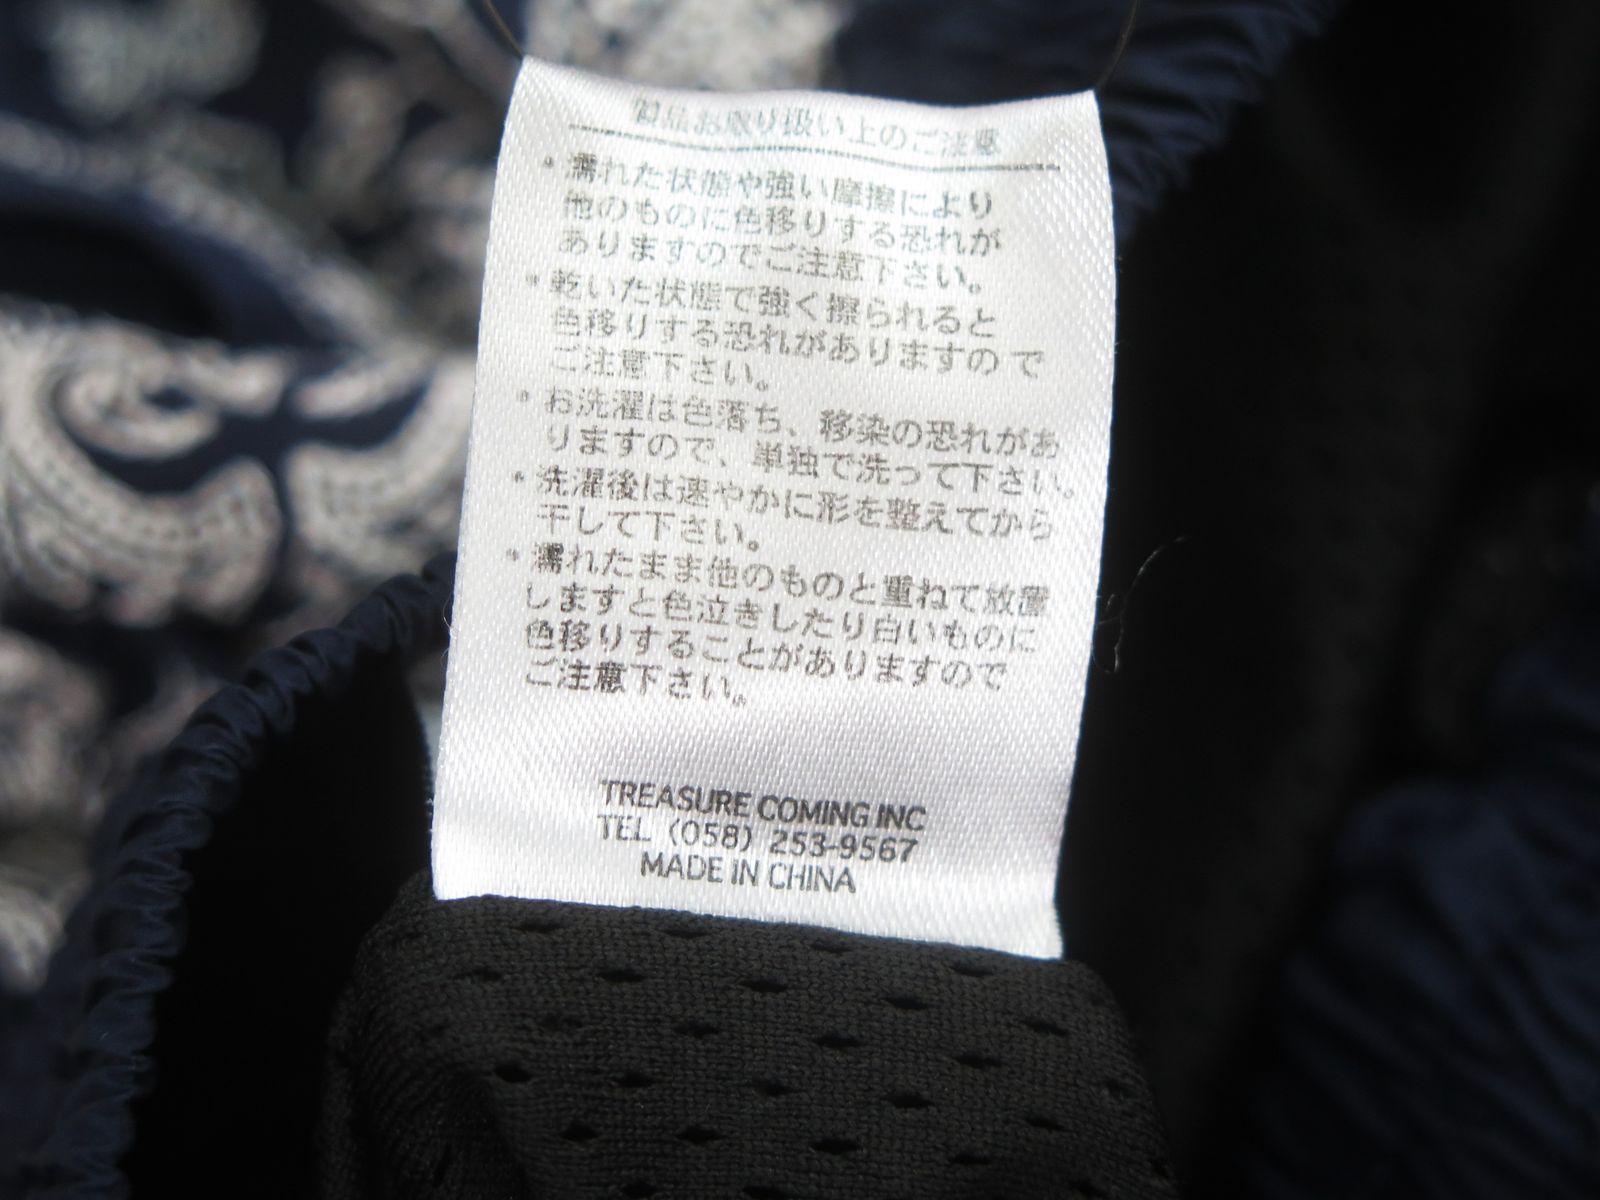 製品お取り扱い上のご注意
・濡れた状態や強い摩擦により
他のものに色移りする恐れが
ありますのでご注意下さい。
・乾いた状態で強く擦られると
色移りする恐れがありますので
ご注意下さい。
・お洗濯は色落ち、移染の恐れがあ
りますので、単独で洗って下さい。
・洗濯後は速やかに形を整えてから
干して下さい。
・濡れたまま他のものと重ねて放置
しますと色泣きしたり白いものに
色移りすることがありますので
ご注意下さい。
TREASURE COMING INC
TEL (058) 253-9567
MADE IN CHINA